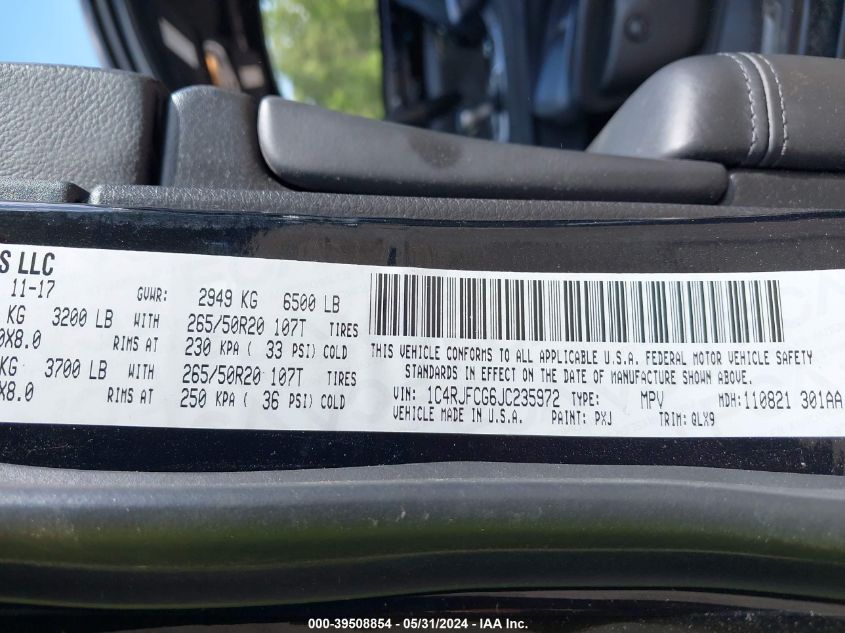 S LLC
11-17 GVWR: 2949 KG 6500 LB
KG 3200 LB WITH 265/50R20 107T TIRES
0X8.0 RIMS AT 230 KPA ( 33 PSI) COLD
KG 3700 LB WITH 265/50R20 107T TIRES
X8.0 RIMS AT 250 KPA ( 36 PSI) COLD
THIS VEHICLE CONFORMS TO ALL APPLICABLE U.S.A. FEDERAL MOTOR VEHICLE SAFETY
STANDARDS IN EFFECT ON THE DATE OF MANUFACTURE SHOWN ABOVE.
VIN: 1C4RJFCG6JC235972 TYPE: MPV MDH: 110821 301AA
VEHICLE MADE IN U.S.A. PAINT: PXJ TRIM: QLX9
000-39508854 - 05/31/2024 - IAA Inc.